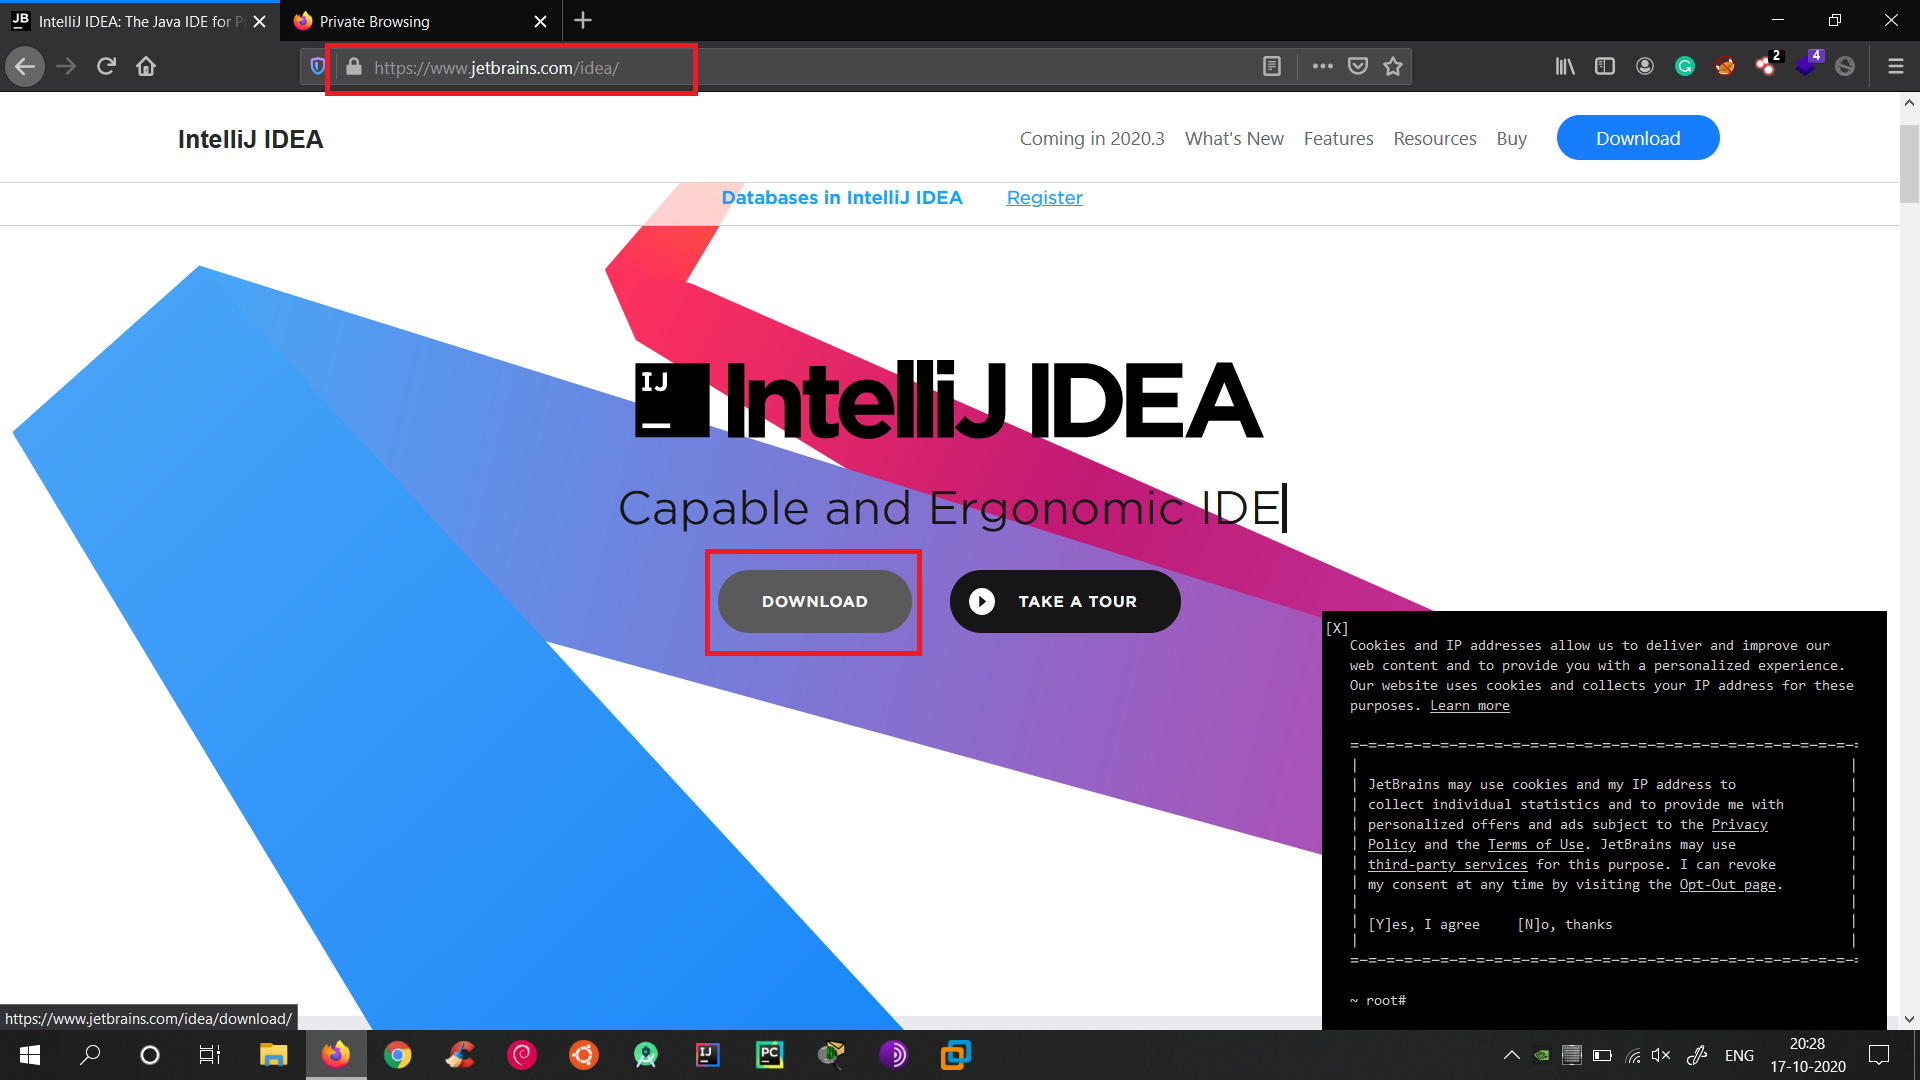 JB IntelliJ IDEA: The Java IDE for P
Private Browsing
https://www.jetbrains.com/idea/
2
4
IntelliJ IDEA
Coming in 2020.3 What's New Features Resources Buy Download
Databases in IntelliJ IDEA Register
IJ IntelliJ IDEA
Capable and Ergonomic IDE
DOWNLOAD
TAKE A TOUR
[X]
Cookies and IP addresses allow us to deliver and improve our
web content and to provide you with a personalized experience.
Our website uses cookies and collects your IP address for these
purposes. Learn more
JetBrains may use cookies and my IP address to
collect individual statistics and to provide me with
personalized offers and ads subject to the Privacy
Policy and the Terms of Use. JetBrains may use
third-party services for this purpose. I can revoke
my consent at any time by visiting the Opt-Out page.
[Y]es, I agree [N]o, thanks
~ root#
https://www.jetbrains.com/idea/download/
IJ
PC
ENG
20:28
17-10-2020